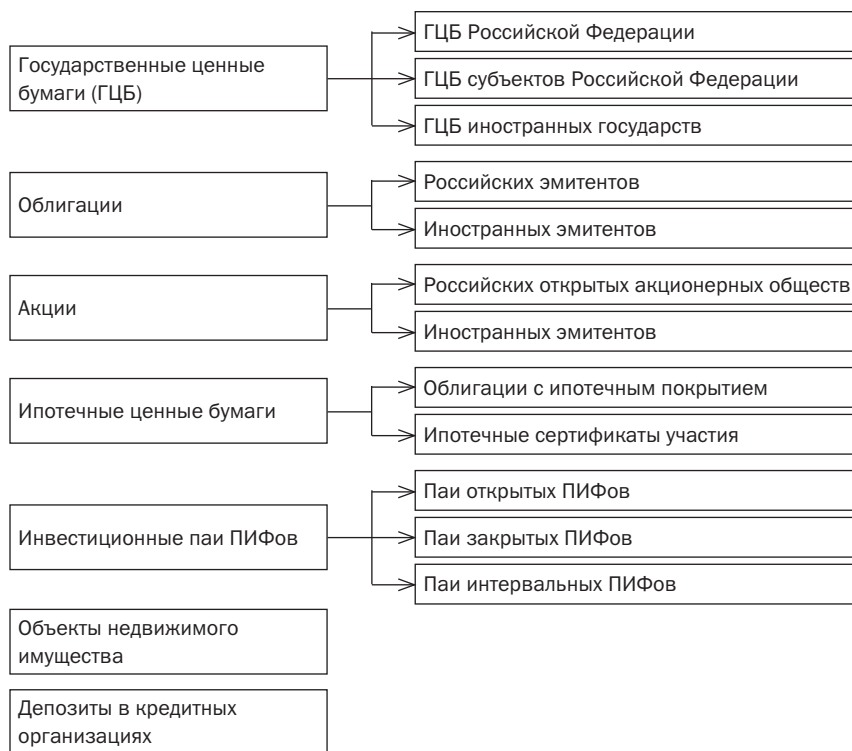 Государственные ценные
бумаги (ГЦБ)
ГЦБ Российской Федерации
ГЦБ субъектов Российской Федерации
ГЦБ иностранных государств
Облигации
Российских эмитентов
Иностранных эмитентов
Акции
Российских открытых акционерных обществ
Иностранных эмитентов
Ипотечные ценные бумаги
Облигации с ипотечным покрытием
Ипотечные сертификаты участия
Инвестиционные паи ПИФов
Паи открытых ПИФов
Паи закрытых ПИФов
Паи интервальных ПИФов
Объекты недвижимого
имущества
Депозиты в кредитных
организациях